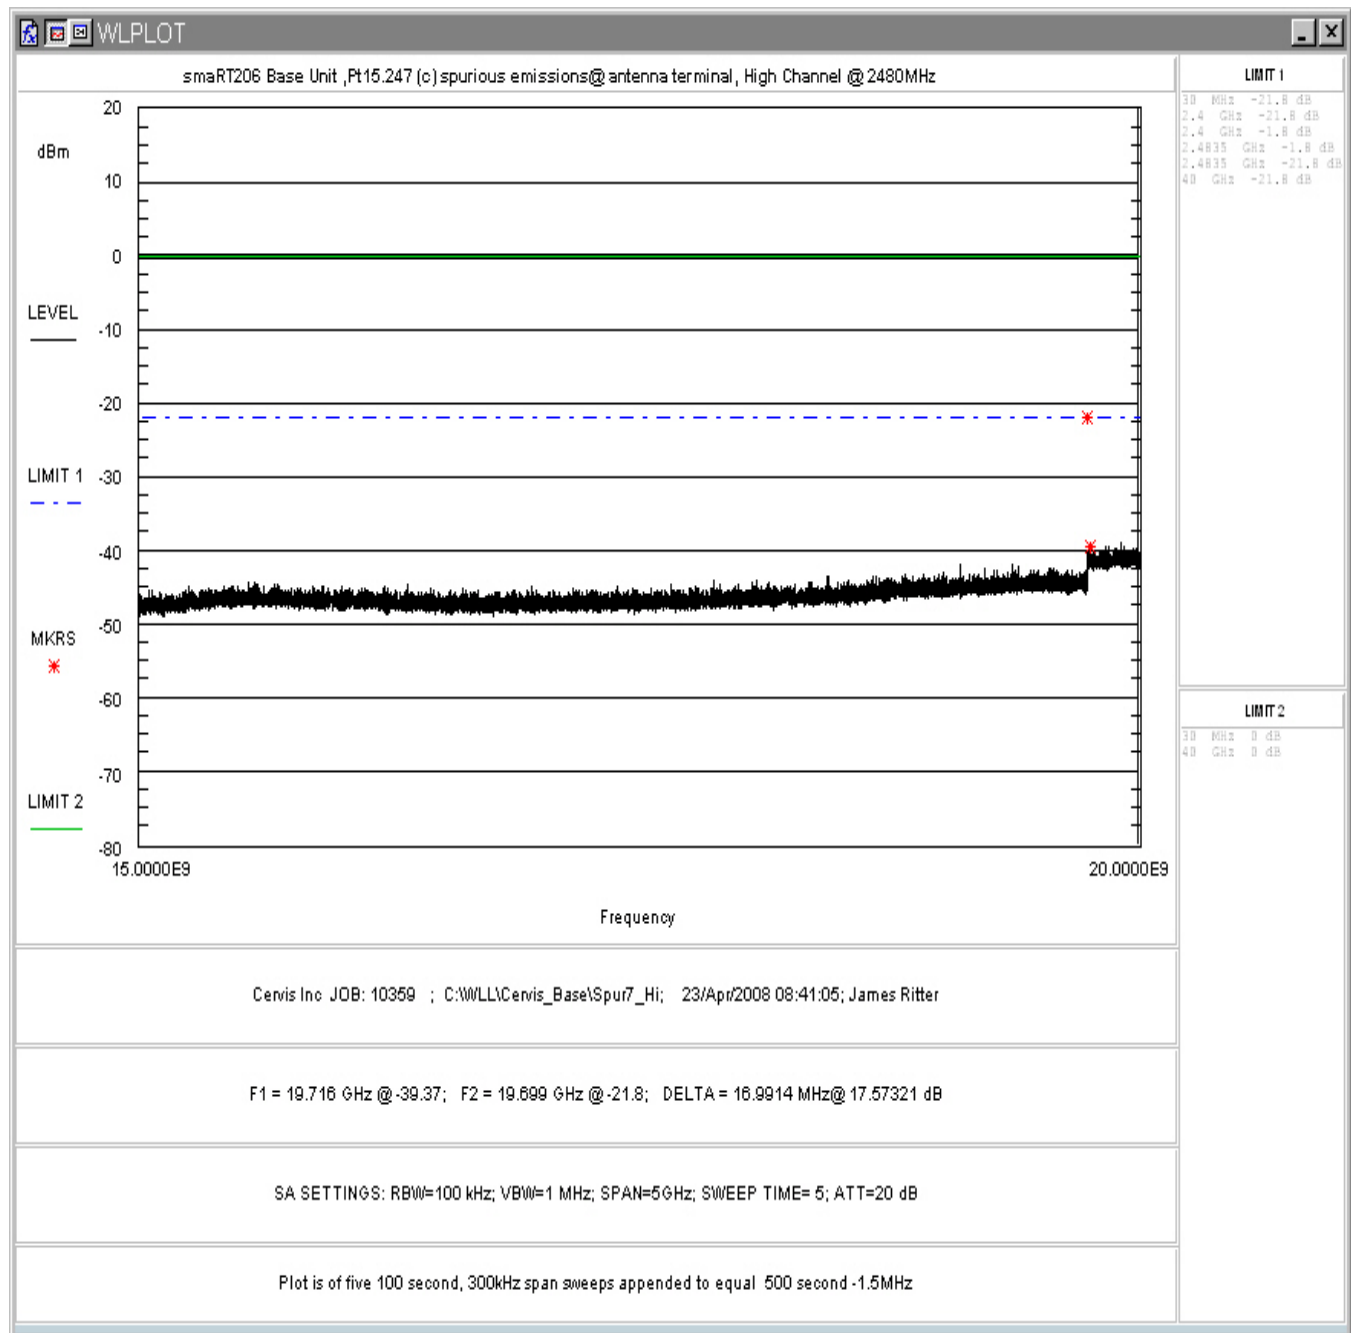 WLPLOT
smaRT206 Base Unit ,Pt15.247 (c) spurious emissions@ antenna terminal, High Channel @ 2480MHz
20
dBm
10
0
LEVEL
-10
-20
LIMIT 1
-30
-40
MKRS
-50
-60
-70
LIMIT 2
-80
15.0000E9
20.0000E9
Frequency
LIMIT 1
30 MHz -21.8 dB
2.4 GHz -21.8 dB
2.4 GHz -1.8 dB
2.4835 GHz -1.8 dB
2.4835 GHz -21.8 dB
40 GHz -21.8 dB
LIMIT 2
30 MHz 0 dB
40 GHz 0 dB
Cervis Inc JOB: 10359 ; C:\WLL\Cervis_Base\Spur7_Hi; 23/Apr/2008 08:41:05; James Ritter
F1 = 19.716 GHz @ -39.37; F2 = 19.699 GHz @ -21.8; DELTA = 16.9914 MHz@ 17.57321 dB
SA SETTINGS: RBW=100 kHz; VBW=1 MHz; SPAN=5GHz; SWEEP TIME= 5; ATT=20 dB
Plot is of five 100 second, 300kHz span sweeps appended to equal 500 second -1.5MHz